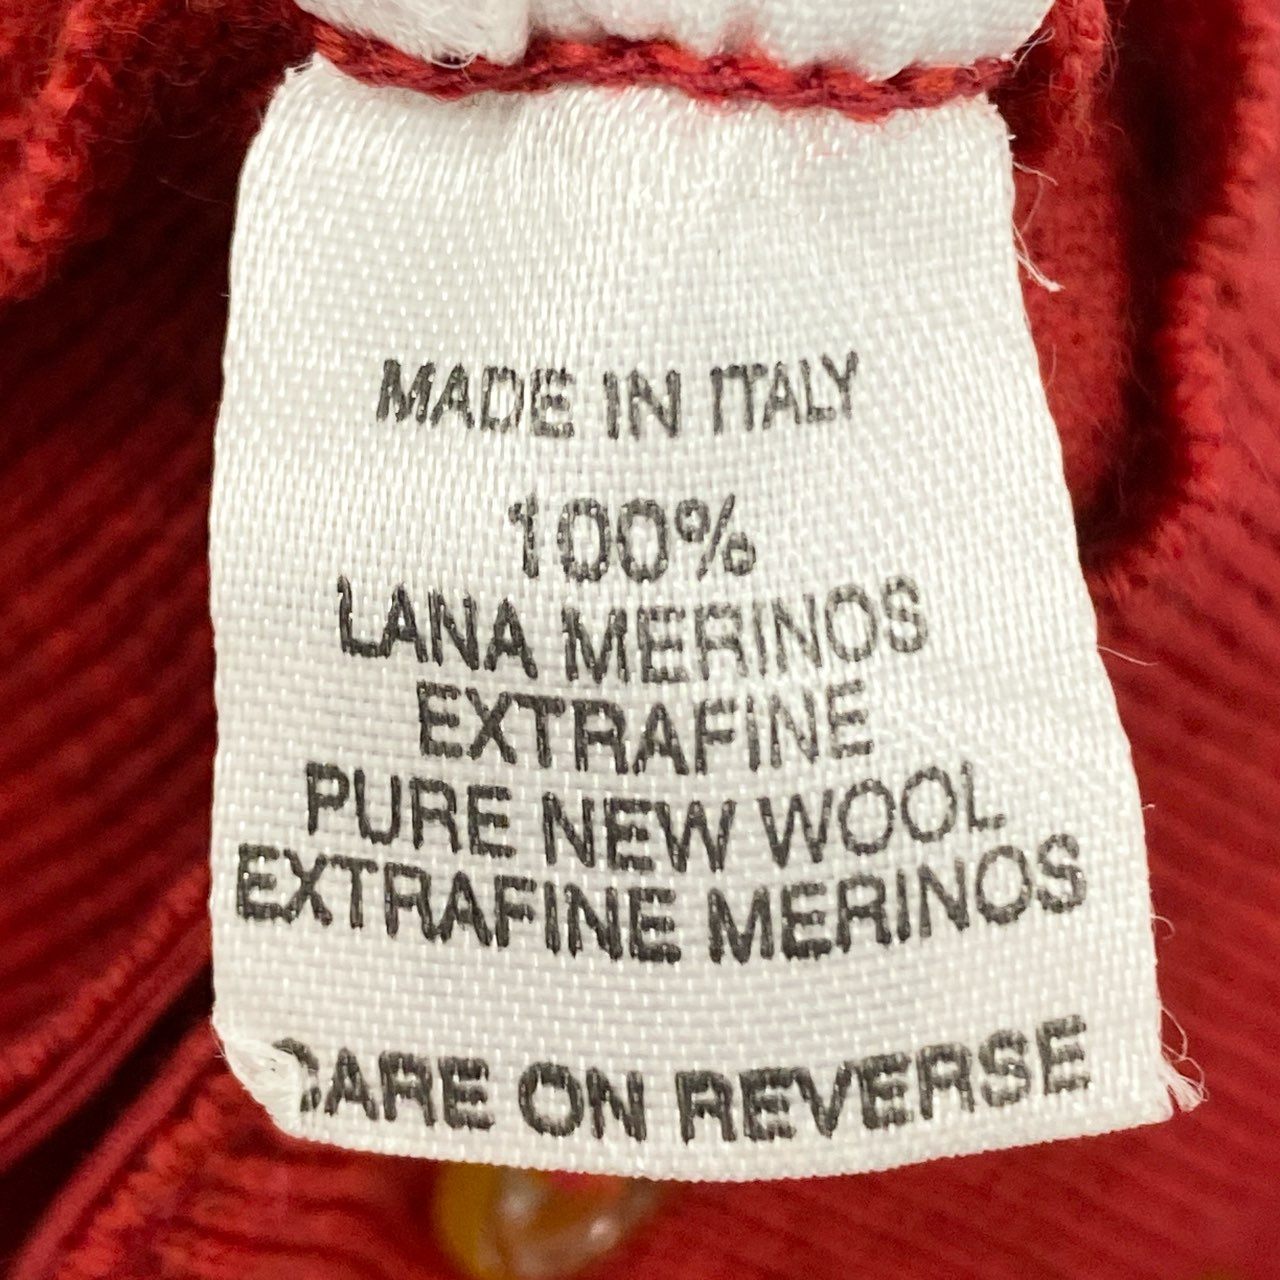 MADE IN ITALY
100%
LANA MERINOS
EXTRAFINE
PURE NEW WOOL
EXTRAFINE MERINOS
CARE ON REVERSE